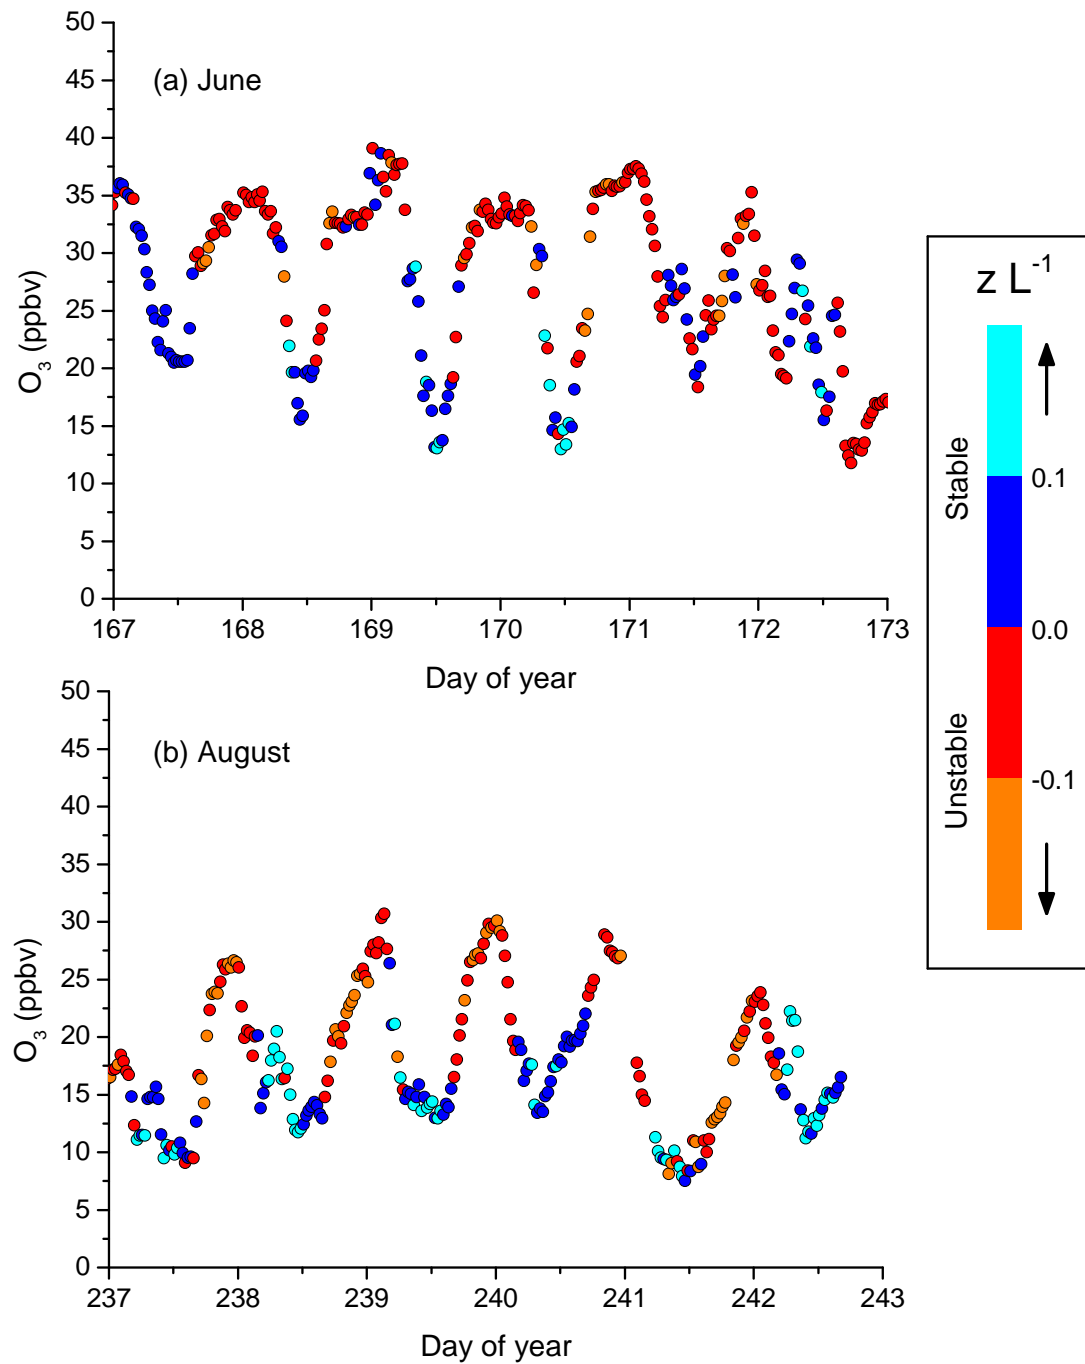 50
45
40
35
30
25
20
15
10
5
0
O3 (ppbv)
(a) June
167 168 169 170 171 172 173
Day of year
50
45
40
35
30
25
20
15
10
5
0
O3 (ppbv)
(b) August
237 238 239 240 241 242 243
Day of year
z L-1
Stable
Unstable
0.1
0.0
-0.1